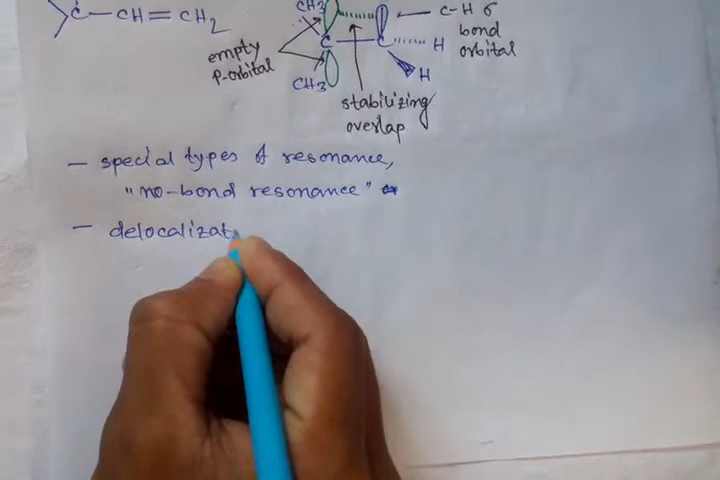 C — CH = CH2
CH3
C — C ······ H
H
CH3
C-H σ
bond
orbital
empty
p-orbital
stabilizing
overlap
— special types of resonance,
"no-bond resonance"
— delocalizat